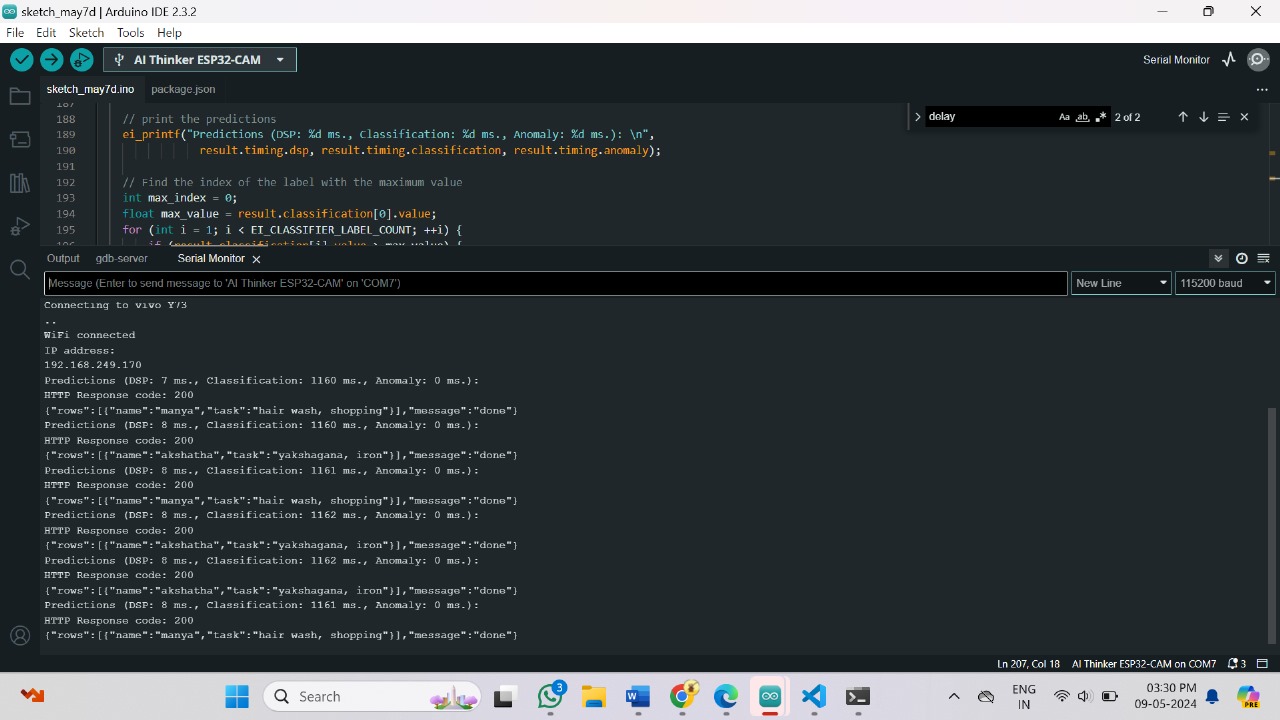 sketch_may7d | Arduino IDE 2.3.2
File Edit Sketch Tools Help
AI Thinker ESP32-CAM
Serial Monitor
sketch_may7d.ino package.json
187
188 // print the predictions
189 ei_printf("Predictions (DSP: %d ms., Classification: %d ms., Anomaly: %d ms.): \n",
190 result.timing.dsp, result.timing.classification, result.timing.anomaly);
191
192 // Find the index of the label with the maximum value
193 int max_index = 0;
194 float max_value = result.classification[0].value;
195 for (int i = 1; i < EI_CLASSIFIER_LABEL_COUNT; ++i) {
196 if (result.classification[i].value > max_value) {
delay Aa ab .* 2 of 2
Output gdb-server Serial Monitor
Message (Enter to send message to 'AI Thinker ESP32-CAM' on 'COM7')
New Line 115200 baud
Connecting to vivo Y73
..
WiFi connected
IP address:
192.168.249.170
Predictions (DSP: 7 ms., Classification: 1160 ms., Anomaly: 0 ms.):
HTTP Response code: 200
{"rows":[{"name":"manya","task":"hair wash, shopping"}],"message":"done"}
Predictions (DSP: 8 ms., Classification: 1160 ms., Anomaly: 0 ms.):
HTTP Response code: 200
{"rows":[{"name":"akshatha","task":"yakshagana, iron"}],"message":"done"}
Predictions (DSP: 8 ms., Classification: 1161 ms., Anomaly: 0 ms.):
HTTP Response code: 200
{"rows":[{"name":"manya","task":"hair wash, shopping"}],"message":"done"}
Predictions (DSP: 8 ms., Classification: 1162 ms., Anomaly: 0 ms.):
HTTP Response code: 200
{"rows":[{"name":"akshatha","task":"yakshagana, iron"}],"message":"done"}
Predictions (DSP: 8 ms., Classification: 1162 ms., Anomaly: 0 ms.):
HTTP Response code: 200
{"rows":[{"name":"akshatha","task":"yakshagana, iron"}],"message":"done"}
Predictions (DSP: 8 ms., Classification: 1161 ms., Anomaly: 0 ms.):
HTTP Response code: 200
{"rows":[{"name":"manya","task":"hair wash, shopping"}],"message":"done"}
Ln 207, Col 18 AI Thinker ESP32-CAM on COM7 3
Search
3
ENG
IN
03:30 PM
09-05-2024
PRE